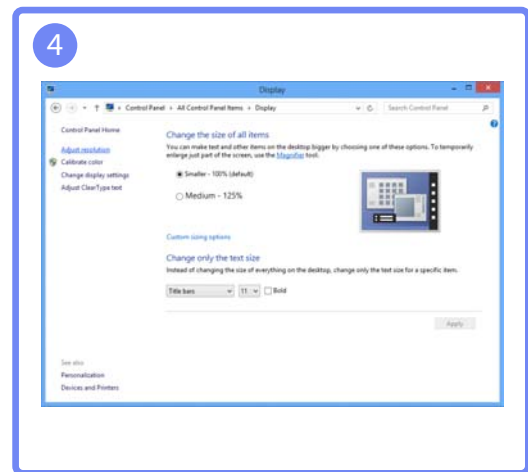 4
Display
Control Panel › All Control Panel Items › Display
Search Control Panel
Control Panel Home
Adjust resolution
Calibrate color
Change display settings
Adjust ClearType text
Change the size of all items
You can make text and other items on the desktop bigger by choosing one of these options. To temporarily
enlarge just part of the screen, use the Magnifier tool.
Smaller - 100% (default)
Medium - 125%
Custom sizing options
Change only the text size
Instead of changing the size of everything on the desktop, change only the text size for a specific item.
Title bars 11 Bold
Apply
See also
Personalization
Devices and Printers